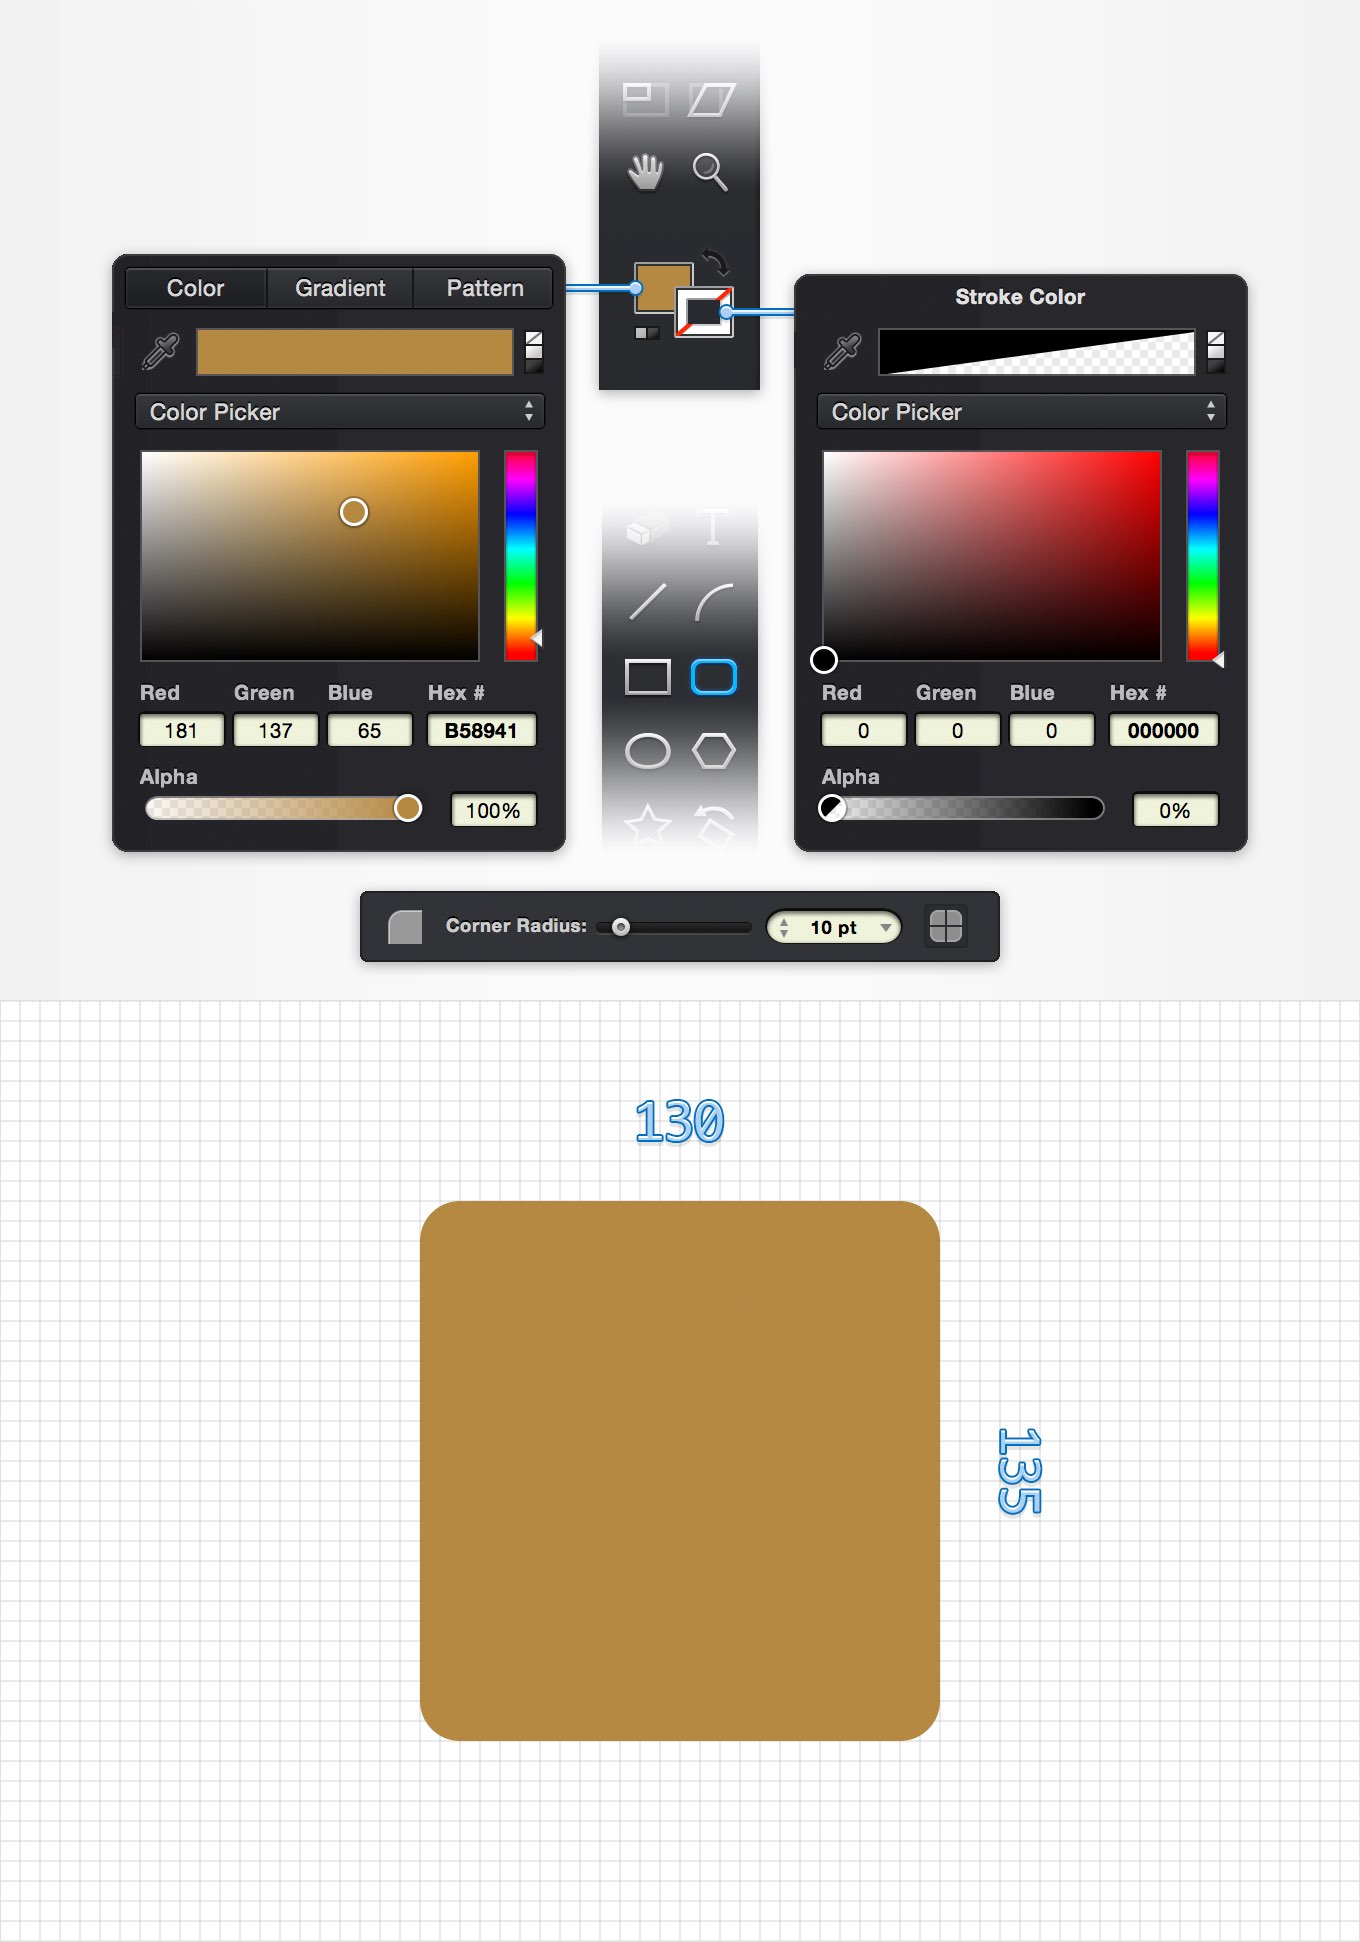 Color Gradient Pattern
Color Picker
Red Green Blue Hex #
181 137 65 B58941
Alpha
100%
Stroke Color
Color Picker
Red Green Blue Hex #
0 0 0 000000
Alpha
0%
T
Corner Radius: 10 pt
130
135